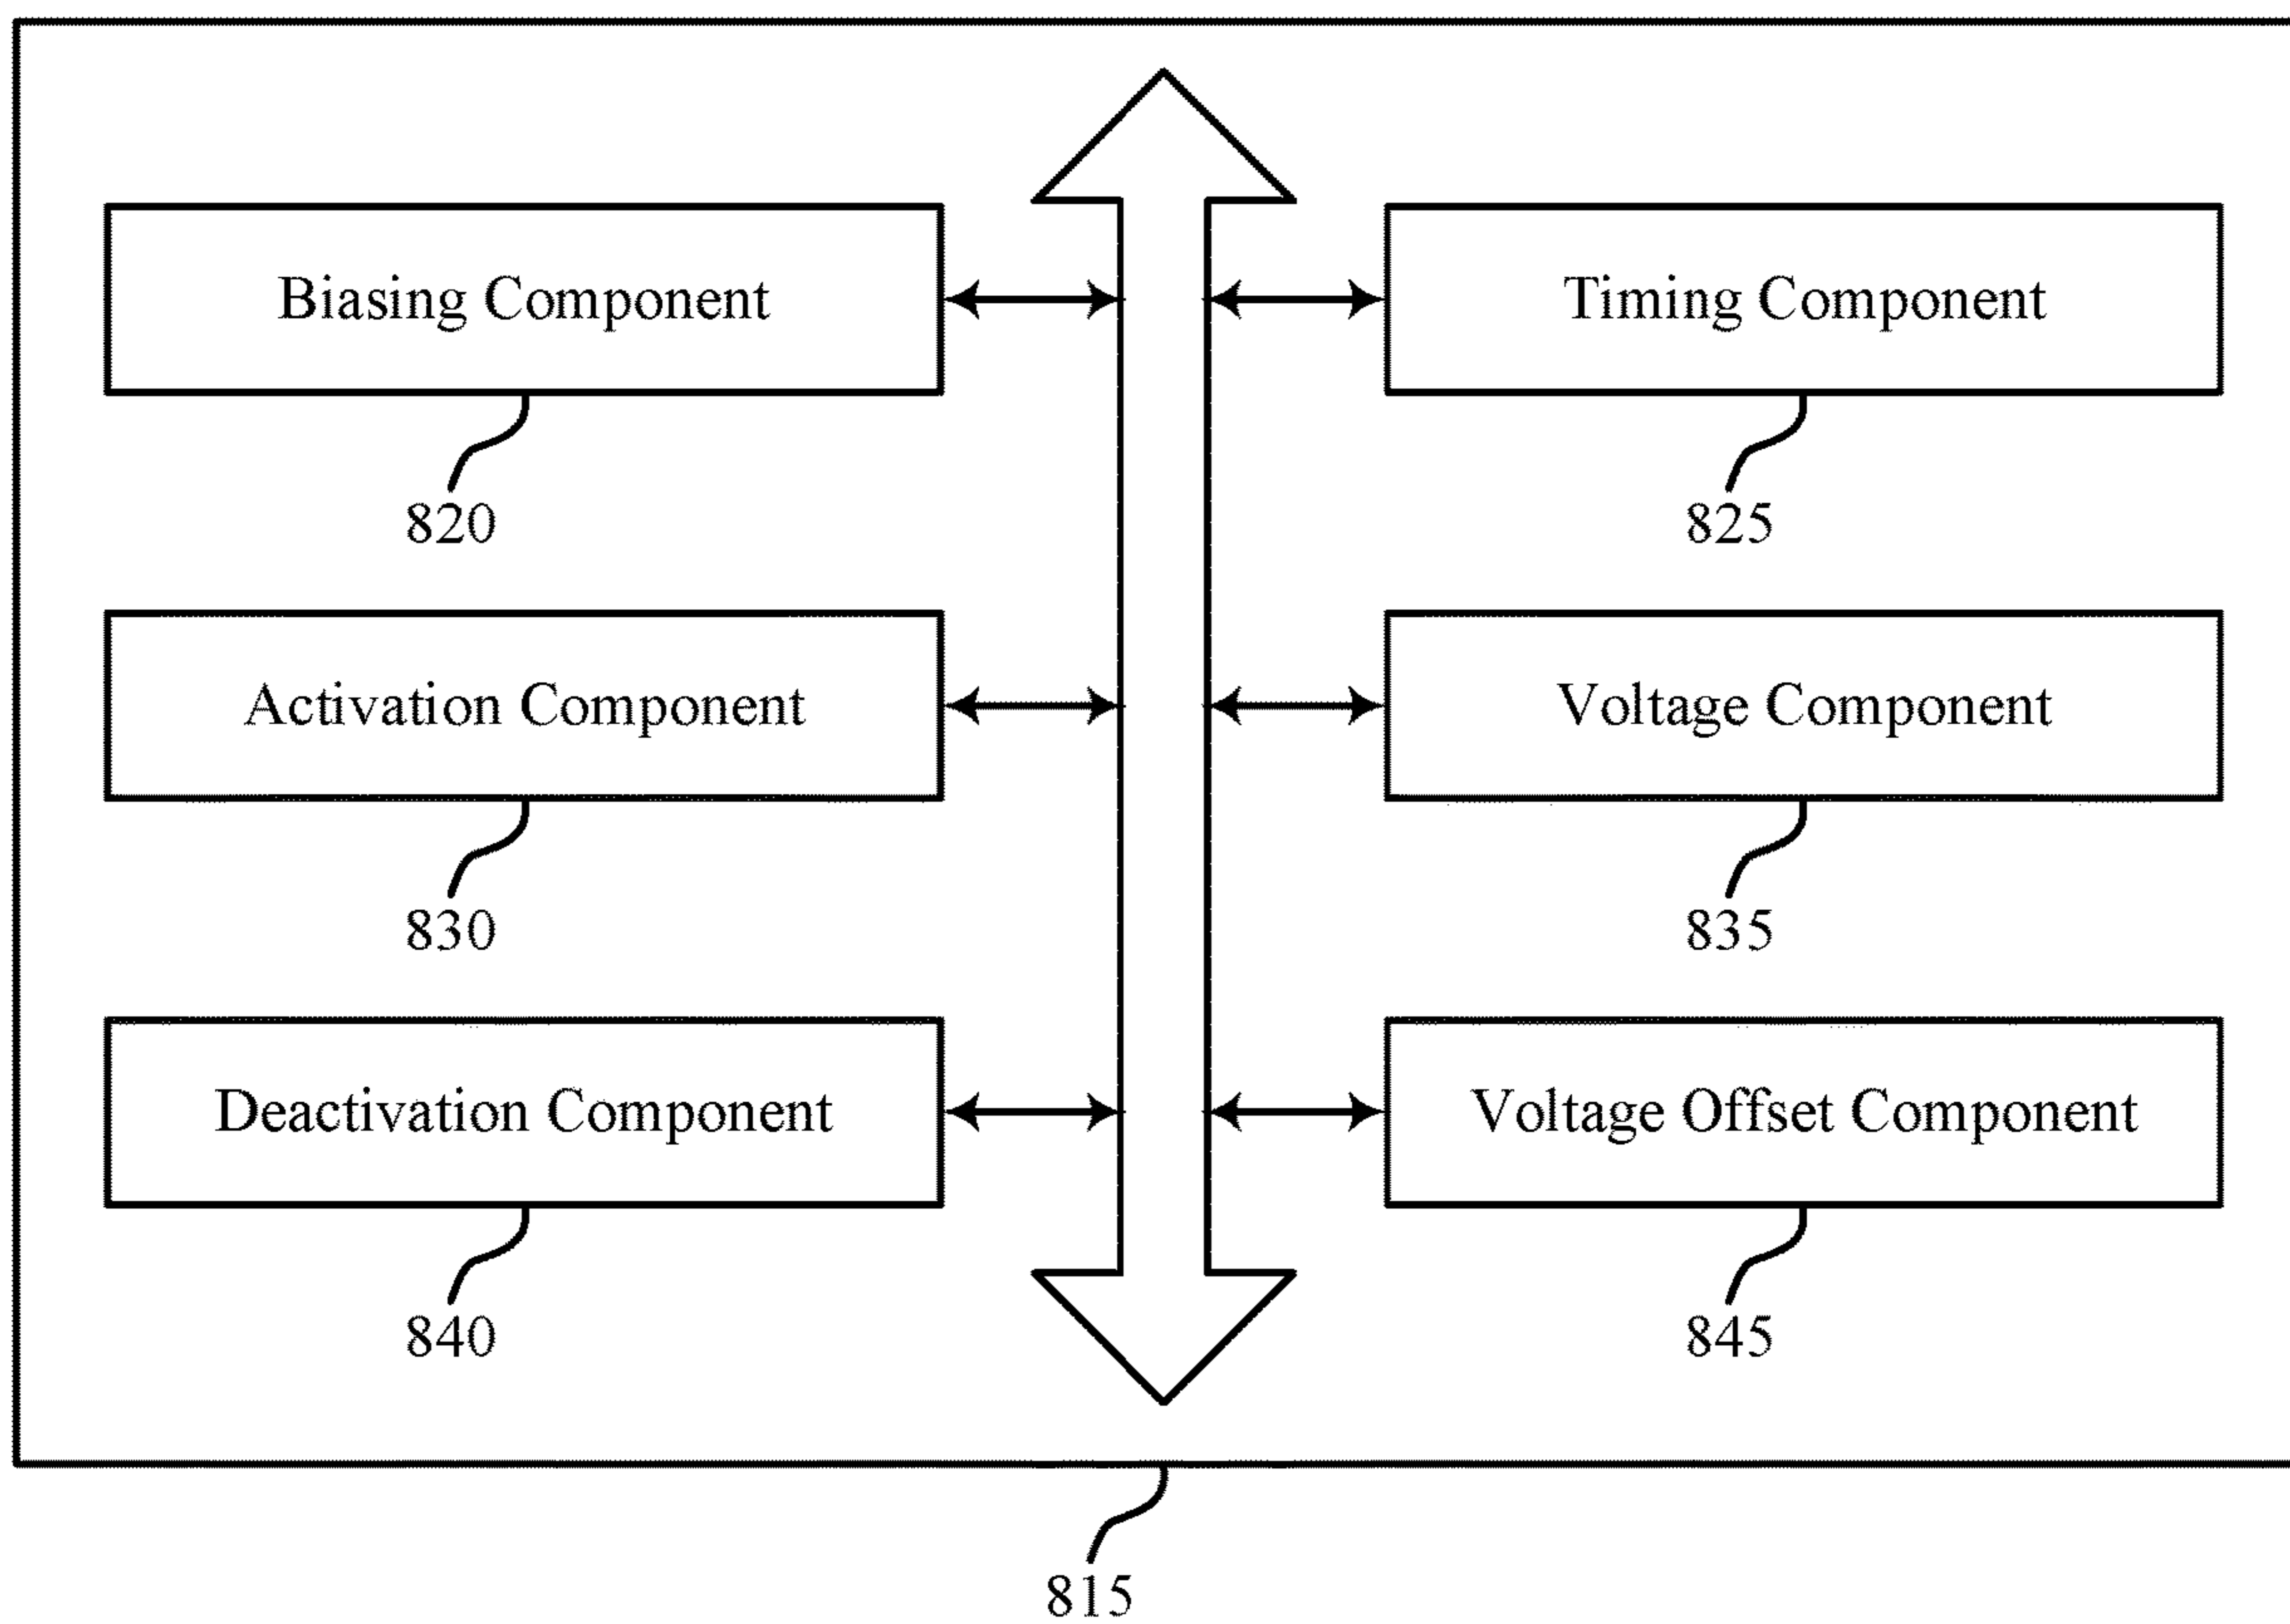 Biasing Component
Timing Component
820
825
Activation Component
Voltage Component
830
835
Deactivation Component
Voltage Offset Component
840
845
815